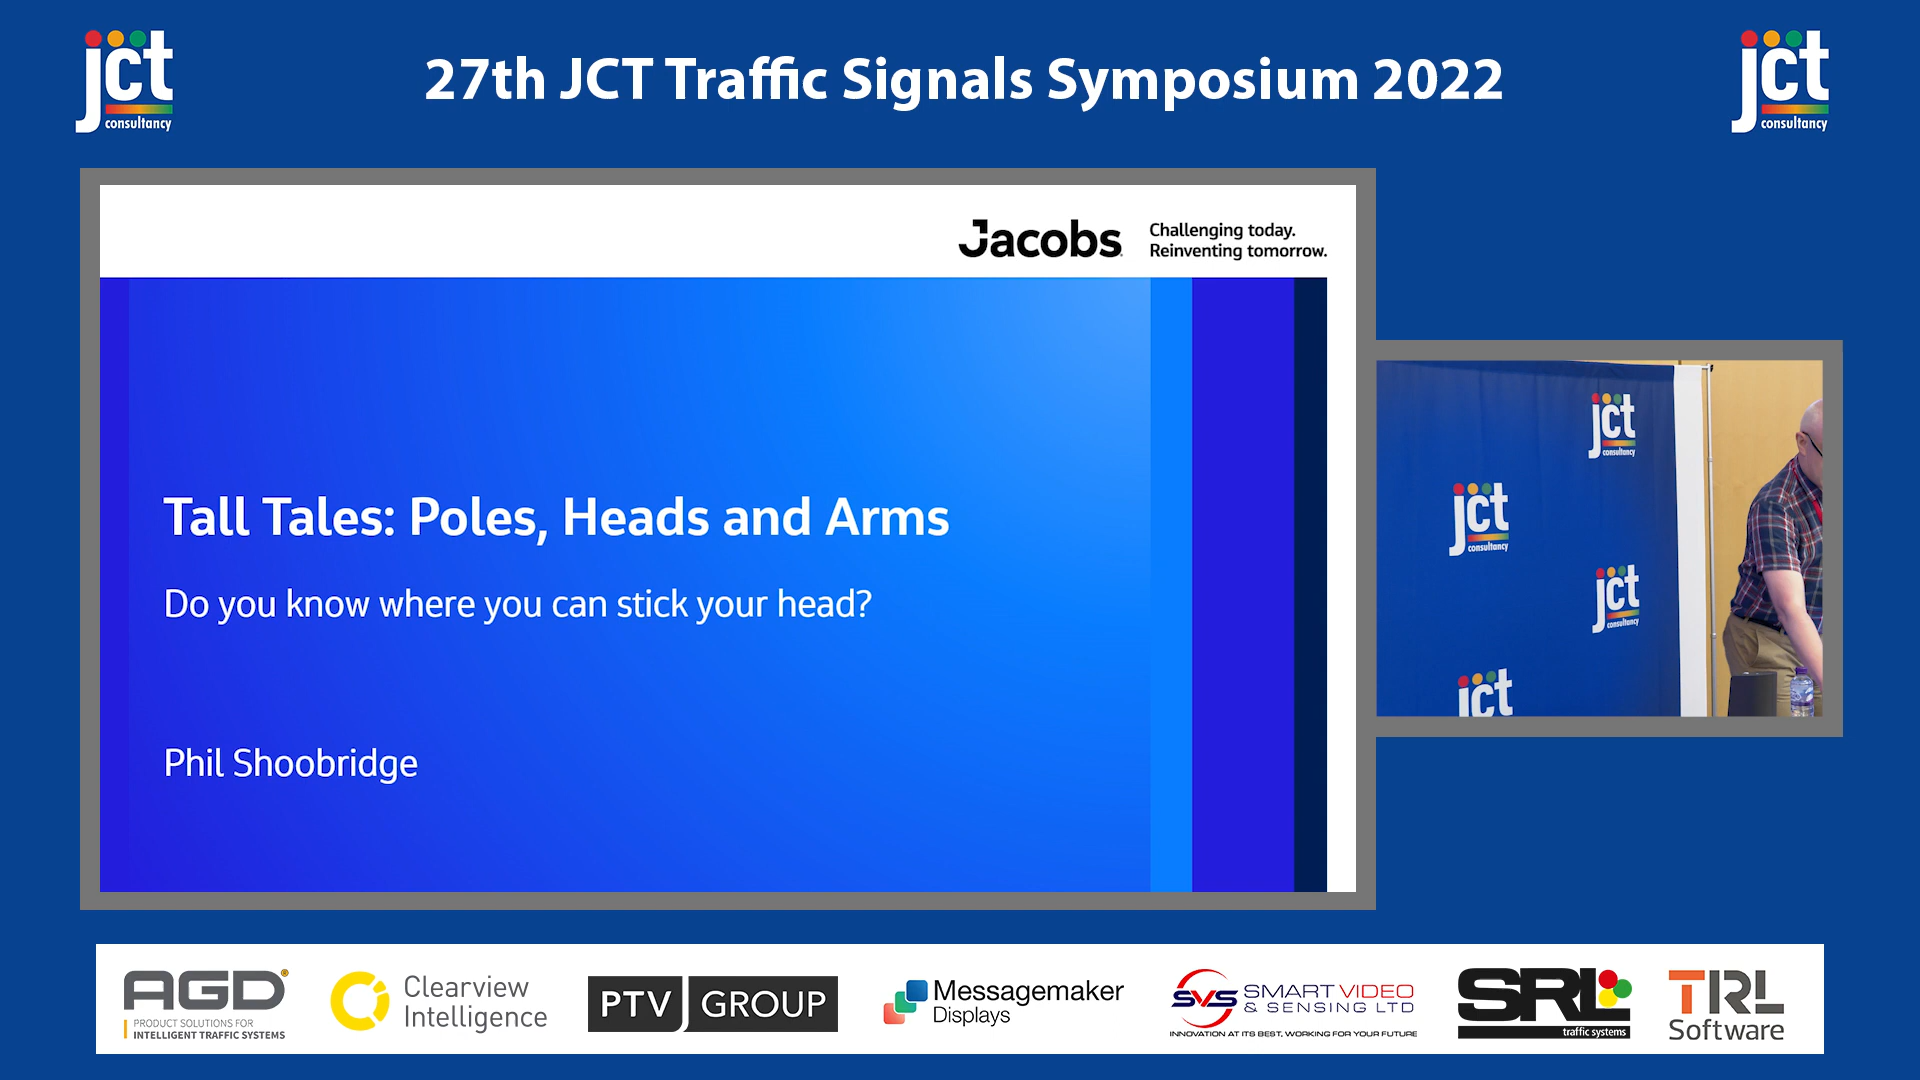 jct
consultancy
27th JCT Traffic Signals Symposium 2022
jct
consultancy
Jacobs
Challenging today.
Reinventing tomorrow.
Tall Tales: Poles, Heads and Arms
Do you know where you can stick your head?
Phil Shoobridge
jct
consultancy
jct
consultancy
jct
consultancy
jct
AGD
PRODUCT SOLUTIONS FOR
INTELLIGENT TRAFFIC SYSTEMS
Clearview
Intelligence
PTV GROUP
Messagemaker
Displays
SVS SMART VIDEO
& SENSING LTD
INNOVATION AT ITS BEST, WORKING FOR YOUR FUTURE
SRL
traffic systems
TRL
Software